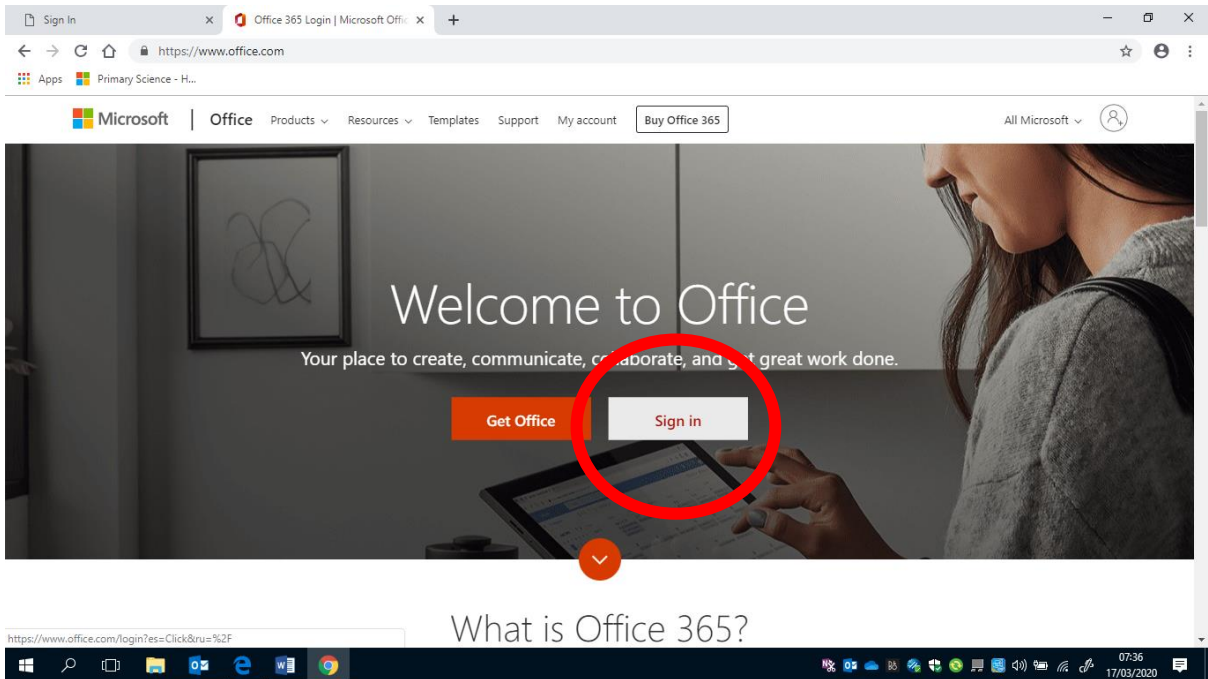 Sign In
Office 365 Login | Microsoft Offic
https://www.office.com
Apps Primary Science - H...
Microsoft | Office Products Resources Templates Support My account Buy Office 365 All Microsoft
Welcome to Office
Your place to create, communicate, collaborate, and get great work done.
Get Office Sign in
What is Office 365?
https://www.office.com/login?es=Click&ru=%2F
07:36
17/03/2020